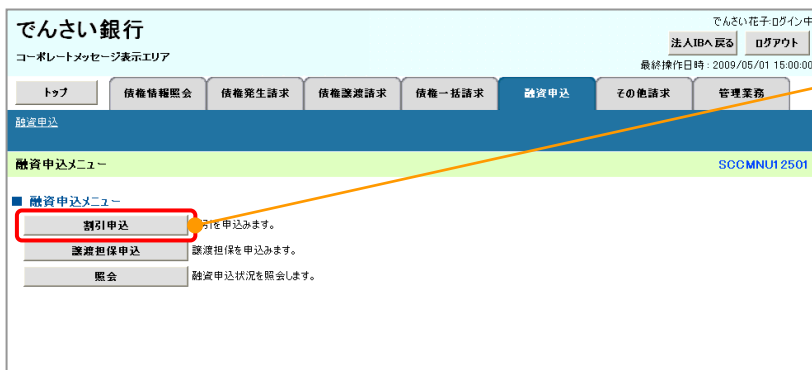 でんさい銀行
でんさい花子:ログイン中
法人IBへ戻る ログアウト
コーポレートメッセージ表示エリア
最終操作日時：2009/05/01 15:00:00
トップ 債権情報照会 債権発生請求 債権譲渡請求 債権一括請求 融資申込 その他請求 管理業務
融資申込
融資申込メニュー SCCMNU12501
■ 融資申込メニュー
割引申込 引を申込みます。
譲渡担保申込 譲渡担保を申込みます。
照会 融資申込状況を照会します。